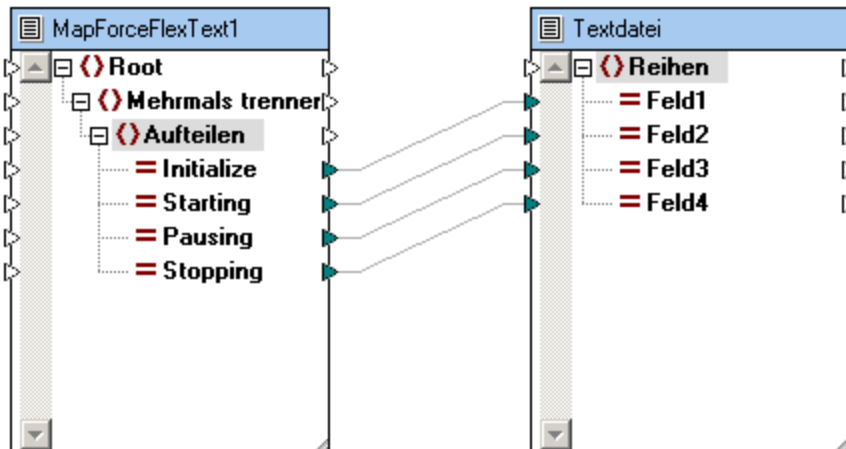 MapForceFlexText1
Root
Mehrmals trenner
Aufteilen
Initialize
Starting
Pausing
Stopping
Textdatei
Reihen
Feld1
Feld2
Feld3
Feld4